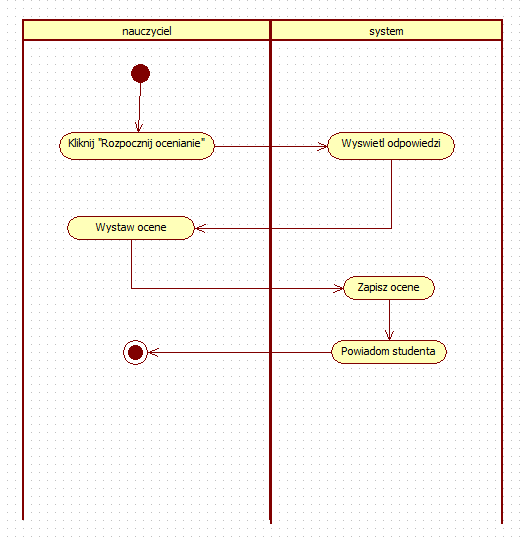 nauczyciel
system
Kliknij "Rozpocznij ocenianie"
Wyswietl odpowiedzi
Wystaw ocene
Zapisz ocene
Powiadom studenta